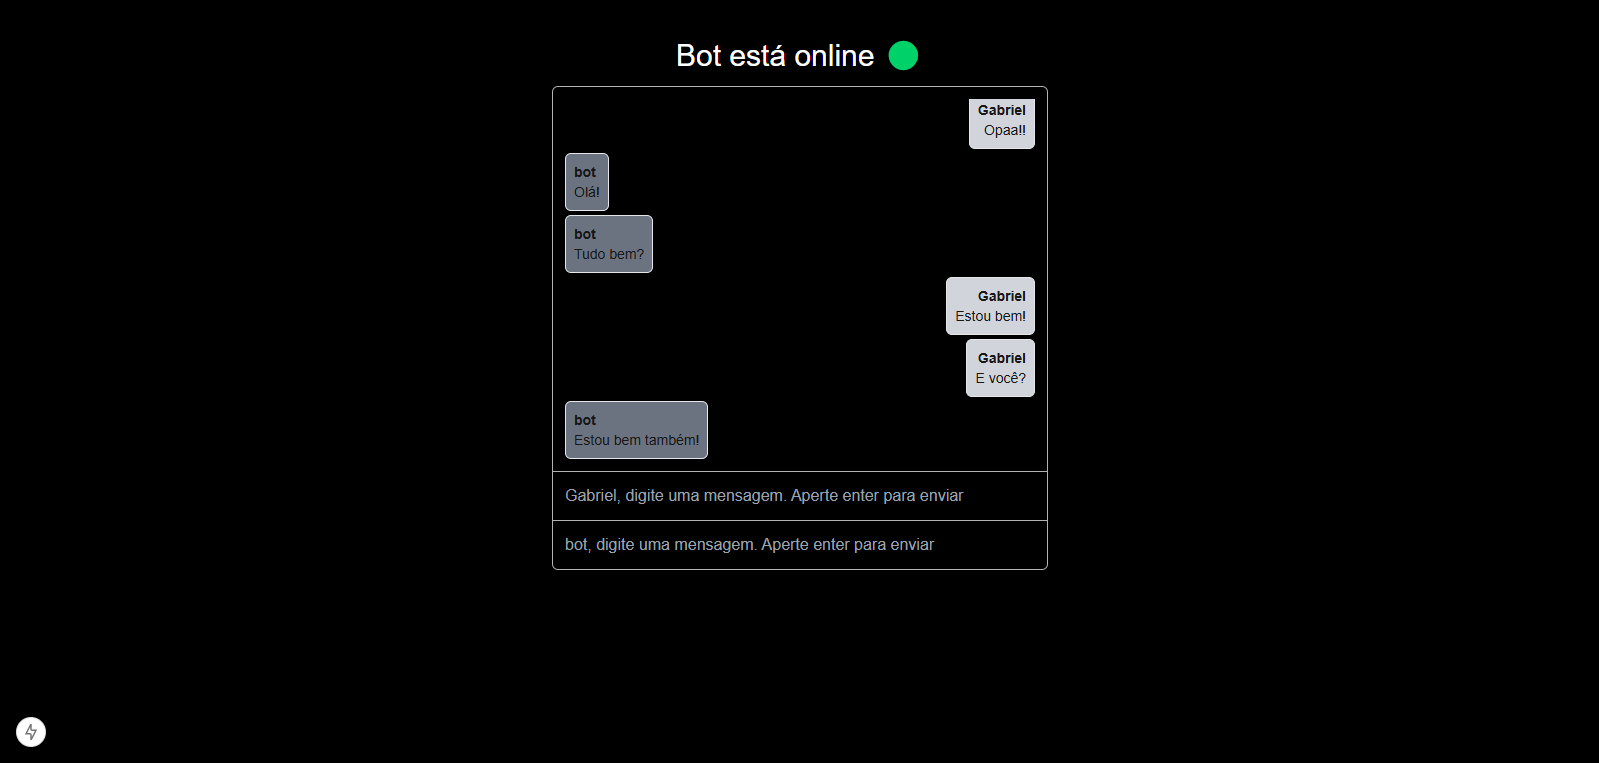 Bot está online
Gabriel
Opaa!!
bot
Olá!
bot
Tudo bem?
Gabriel
Estou bem!
Gabriel
E você?
bot
Estou bem também!
Gabriel, digite uma mensagem. Aperte enter para enviar
bot, digite uma mensagem. Aperte enter para enviar